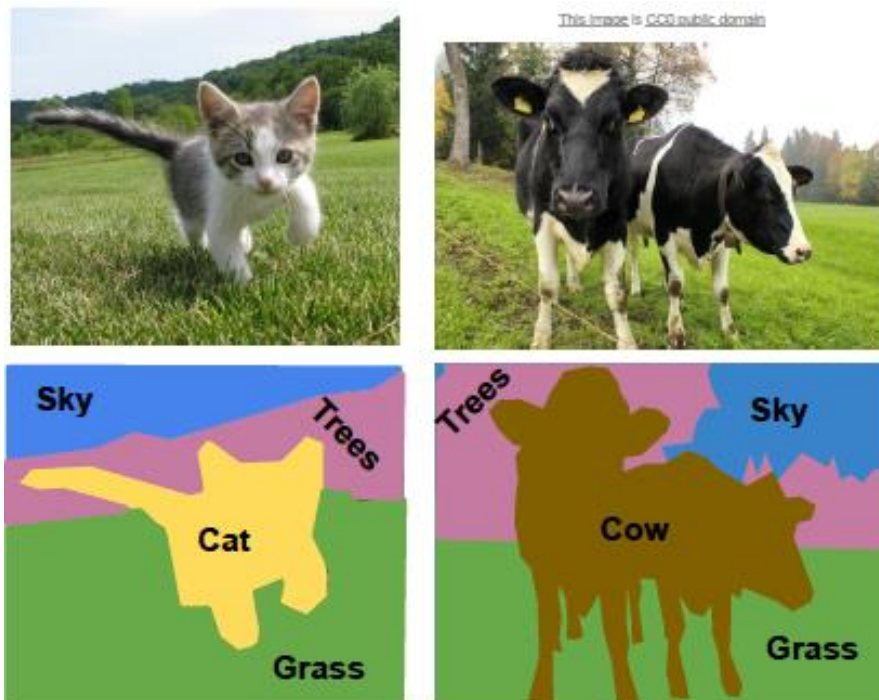 This image is CC0 public domain
Sky
Trees
Cat
Grass
Trees
Sky
Cow
Grass